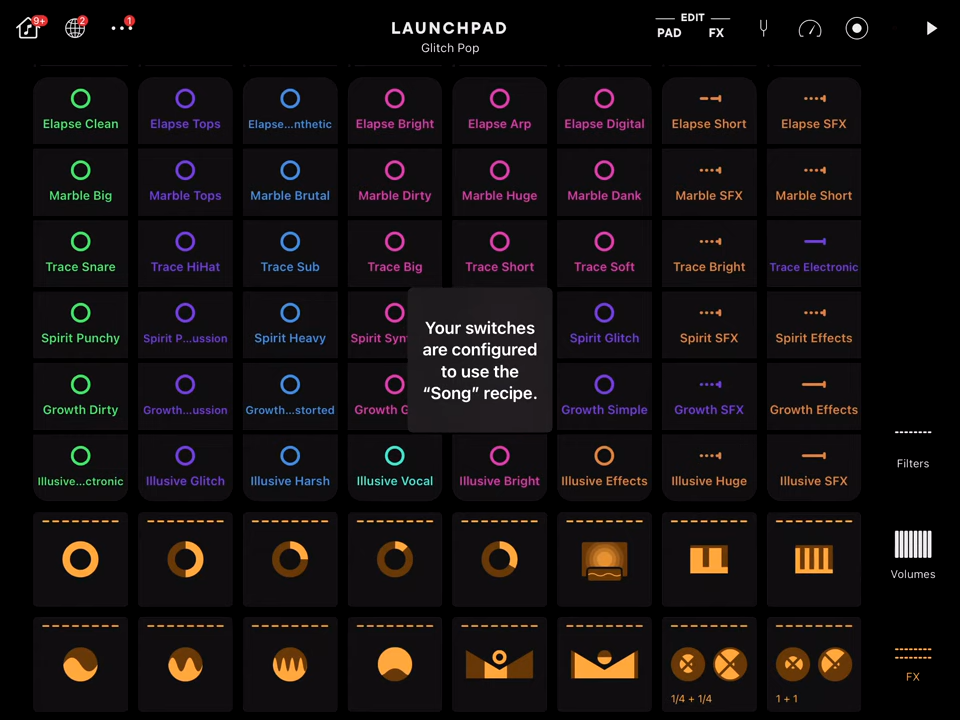 9+
2
1
LAUNCHPAD
Glitch Pop
EDIT
PAD FX
Elapse Clean Elapse Tops Elapse...nthetic Elapse Bright Elapse Arp Elapse Digital Elapse Short Elapse SFX
Marble Big Marble Tops Marble Brutal Marble Dirty Marble Huge Marble Dank Marble SFX Marble Short
Trace Snare Trace HiHat Trace Sub Trace Big Trace Short Trace Soft Trace Bright Trace Electronic
Spirit Punchy Spirit P...ussion Spirit Heavy Spirit Syn Spirit Glitch Spirit SFX Spirit Effects
Growth Dirty Growth...ussion Growth...storted Growth G Growth Simple Growth SFX Growth Effects
Illusive...ctronic Illusive Glitch Illusive Harsh Illusive Vocal Illusive Bright Illusive Effects Illusive Huge Illusive SFX
Your switches
are configured
to use the
“Song” recipe.
Filters
Volumes
FX
1/4 + 1/4
1 + 1